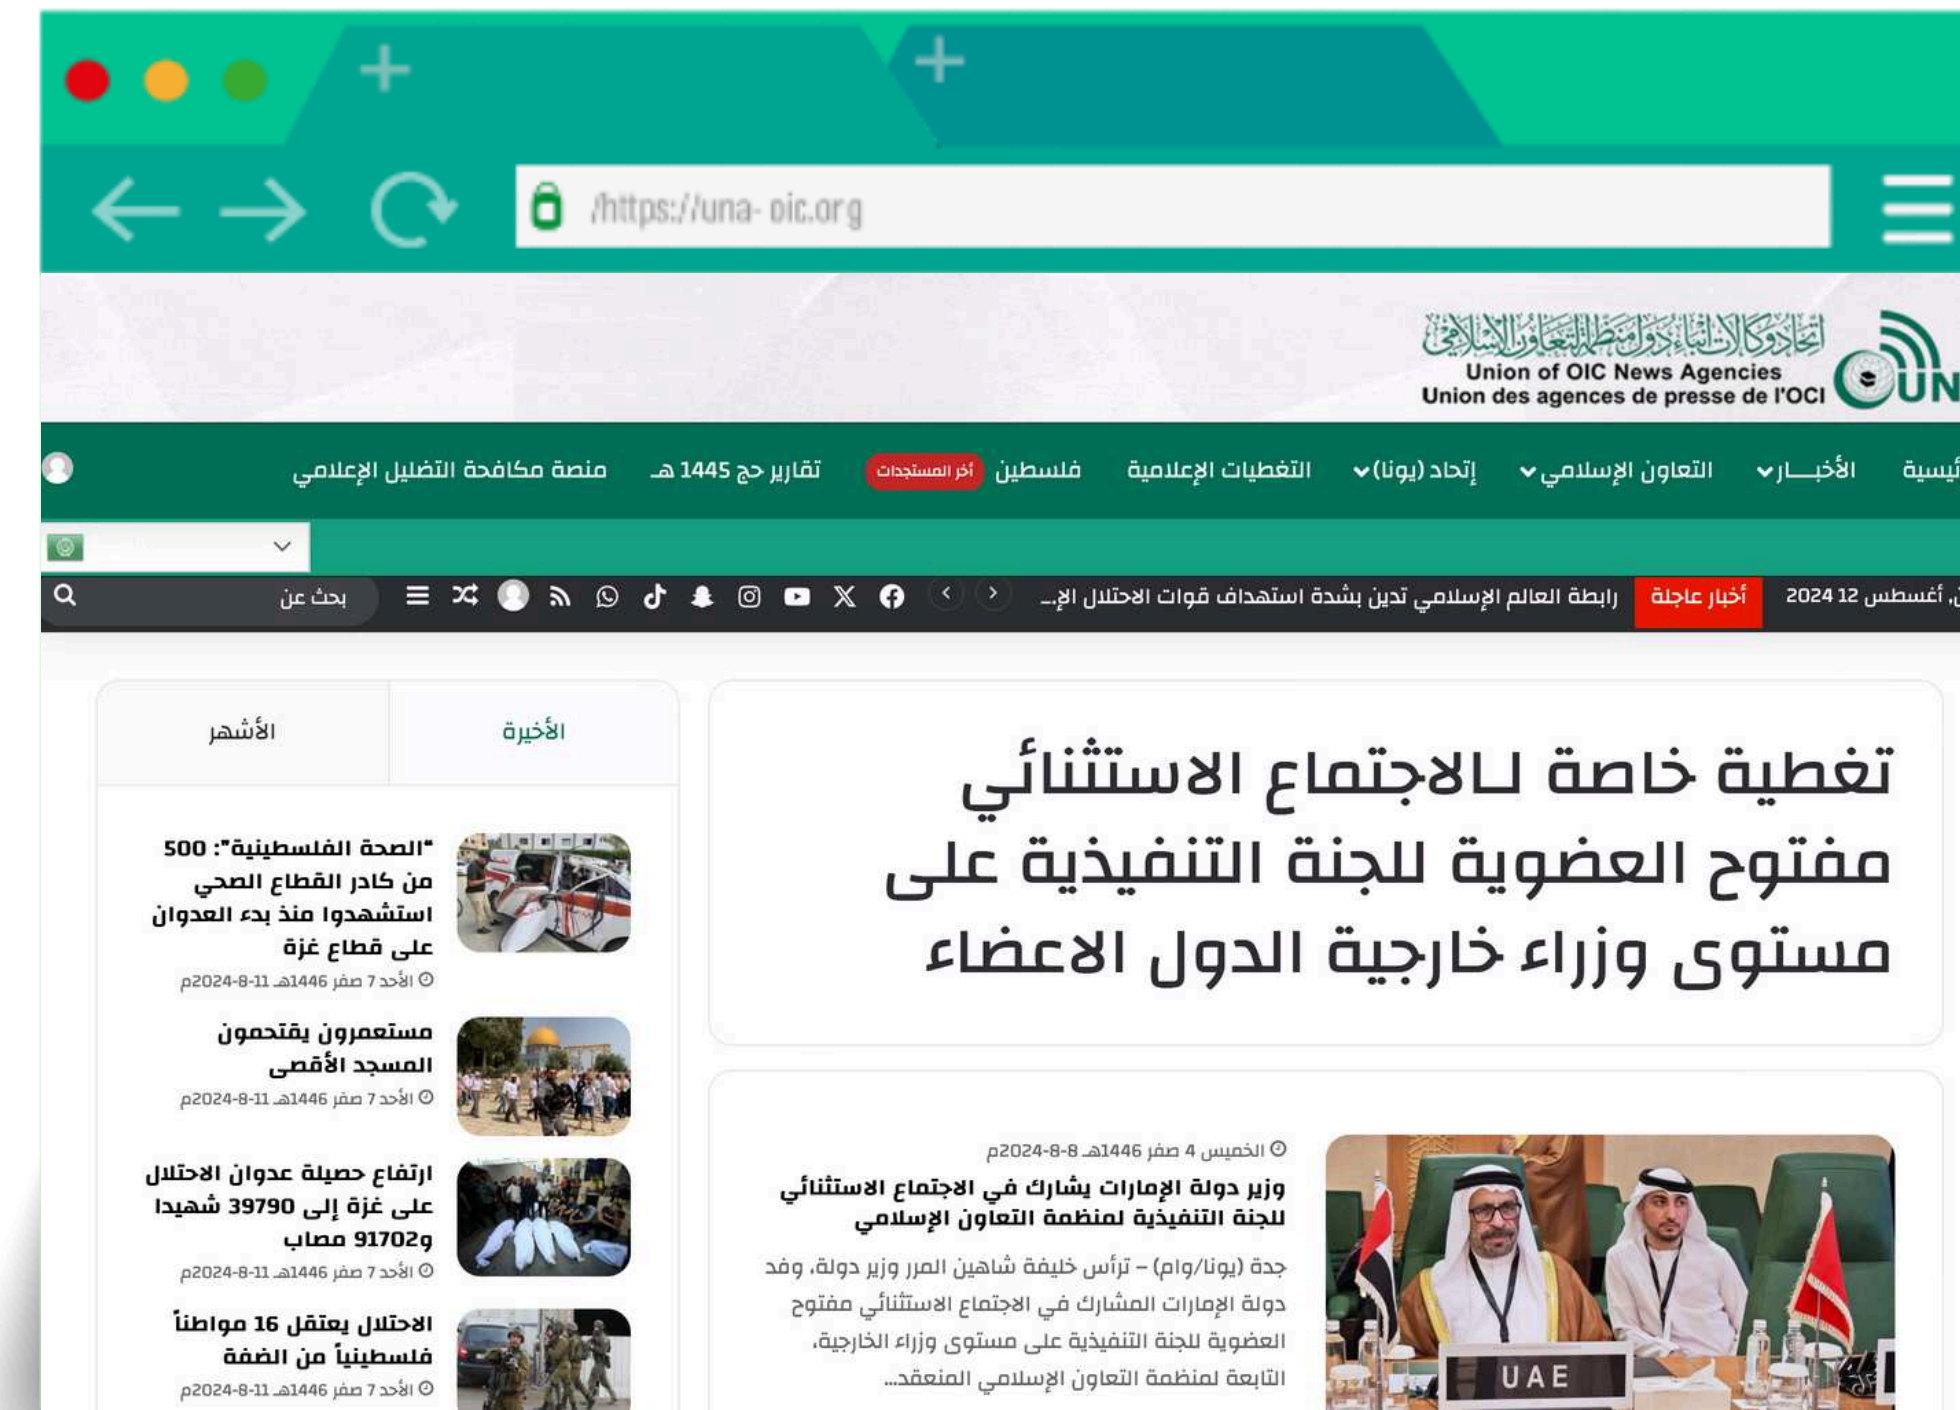 /https://una- oic.org
اتحاد وكالات أنباء دول منظمة التعاون الإسلامي
Union of OIC News Agencies
Union des agences de presse de l'OCI
UN
ئيسية الأخبـــار التعاون الإسلامي إتحاد (يونا) التغطيات الإعلامية فلسطين أخر المستجدات تقارير حج 1445 هـ منصة مكافحة التضليل الإعلامي
ن, أغسطس 12 2024 أخبار عاجلة رابطة العالم الإسلامي تدين بشدة استهداف قوات الاحتلال الإ... بحث عن
تغطية خاصة لـالاجتماع الاستثنائي
مفتوح العضوية للجنة التنفيذية على
مستوى وزراء خارجية الدول الاعضاء
الخميس 4 صفر 1446هـ 8-8-2024م
وزير دولة الإمارات يشارك في الاجتماع الاستثنائي
للجنة التنفيذية لمنظمة التعاون الإسلامي
جدة (يونا/وام) – ترأس خليفة شاهين المرر وزير دولة، وفد
دولة الإمارات المشارك في الاجتماع الاستثنائي مفتوح
العضوية للجنة التنفيذية على مستوى وزراء الخارجية،
التابعة لمنظمة التعاون الإسلامي المنعقد...
UAE
الأخيرة الأشهر
"الصحة الفلسطينية": 500
من كادر القطاع الصحي
استشهدوا منذ بدء العدوان
على قطاع غزة
الأحد 7 صفر 1446هـ 11-8-2024م
مستعمرون يقتحمون
المسجد الأقصى
الأحد 7 صفر 1446هـ 11-8-2024م
ارتفاع حصيلة عدوان الاحتلال
على غزة إلى 39790 شهيدا
و91702 مصاب
الأحد 7 صفر 1446هـ 11-8-2024م
الاحتلال يعتقل 16 مواطناً
فلسطينياً من الضفة
الأحد 7 صفر 1446هـ 11-8-2024م